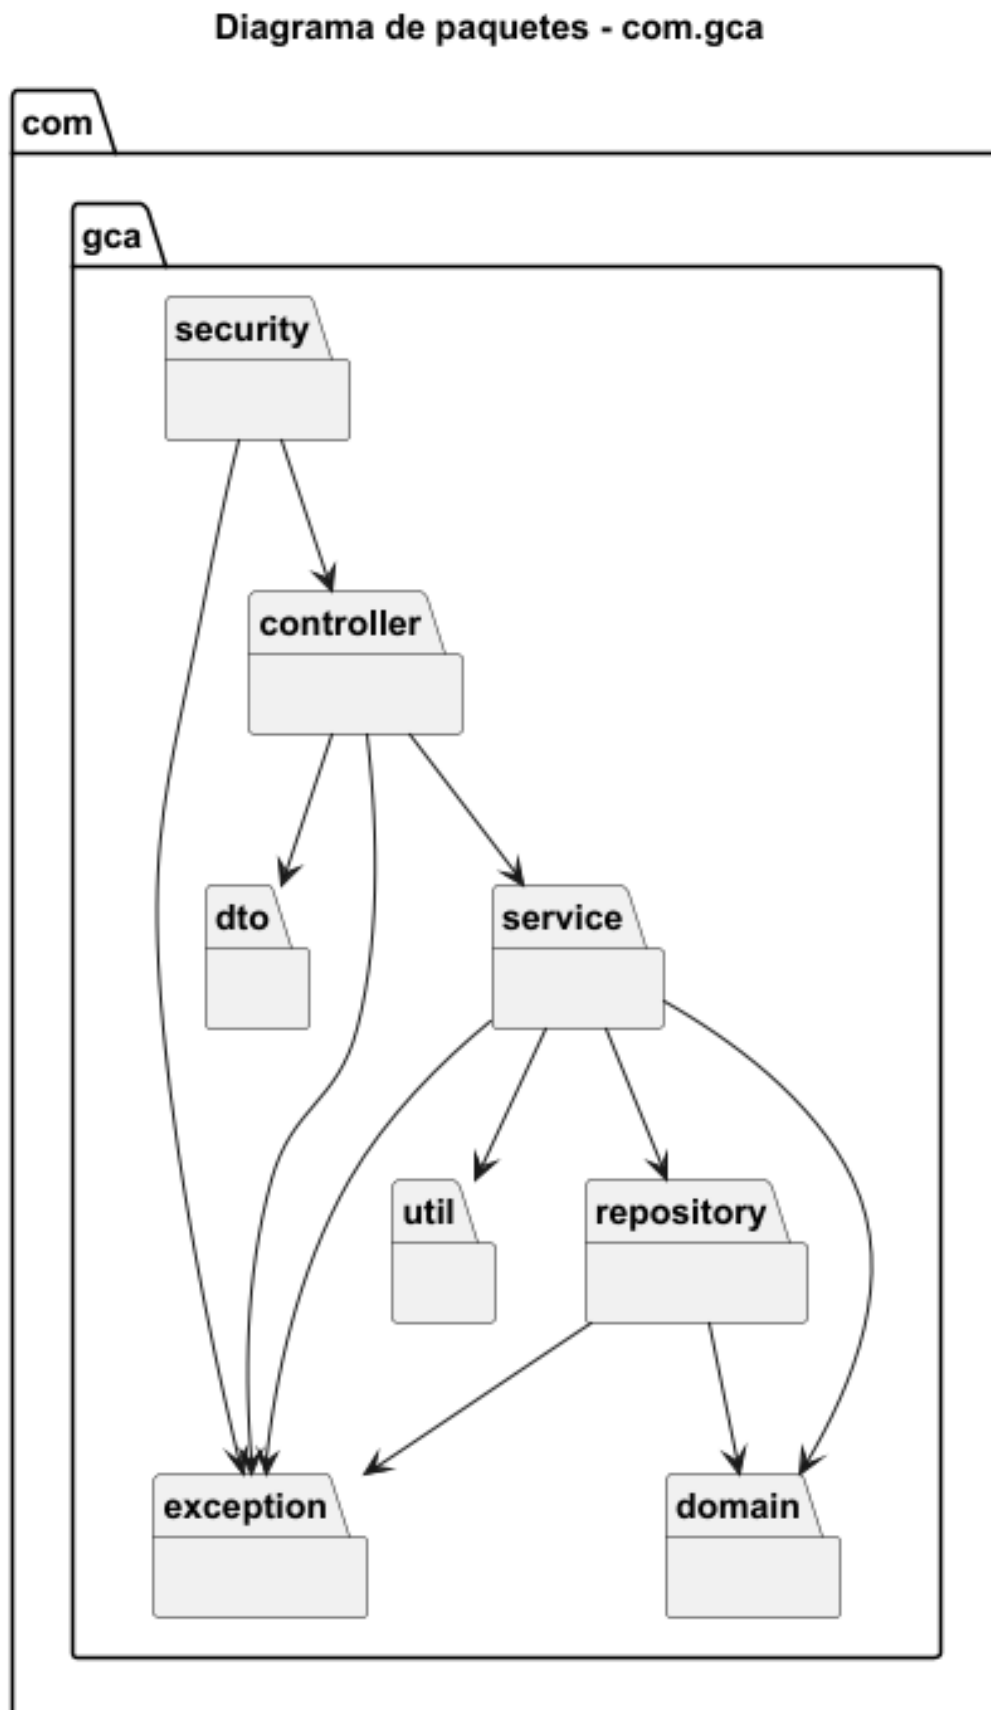 Diagrama de paquetes - com.gca
com
gca
security
controller
dto
service
util
repository
exception
domain